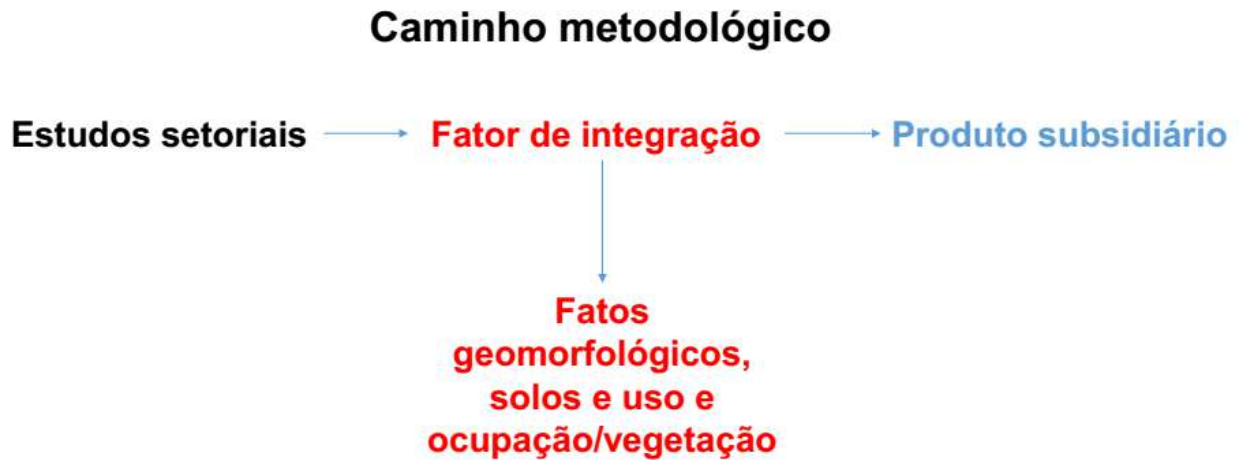 Caminho metodológico
Estudos setoriais
Fator de integração
Produto subsidiário
Fatos
geomorfológicos,
solos e uso e
ocupação/vegetação